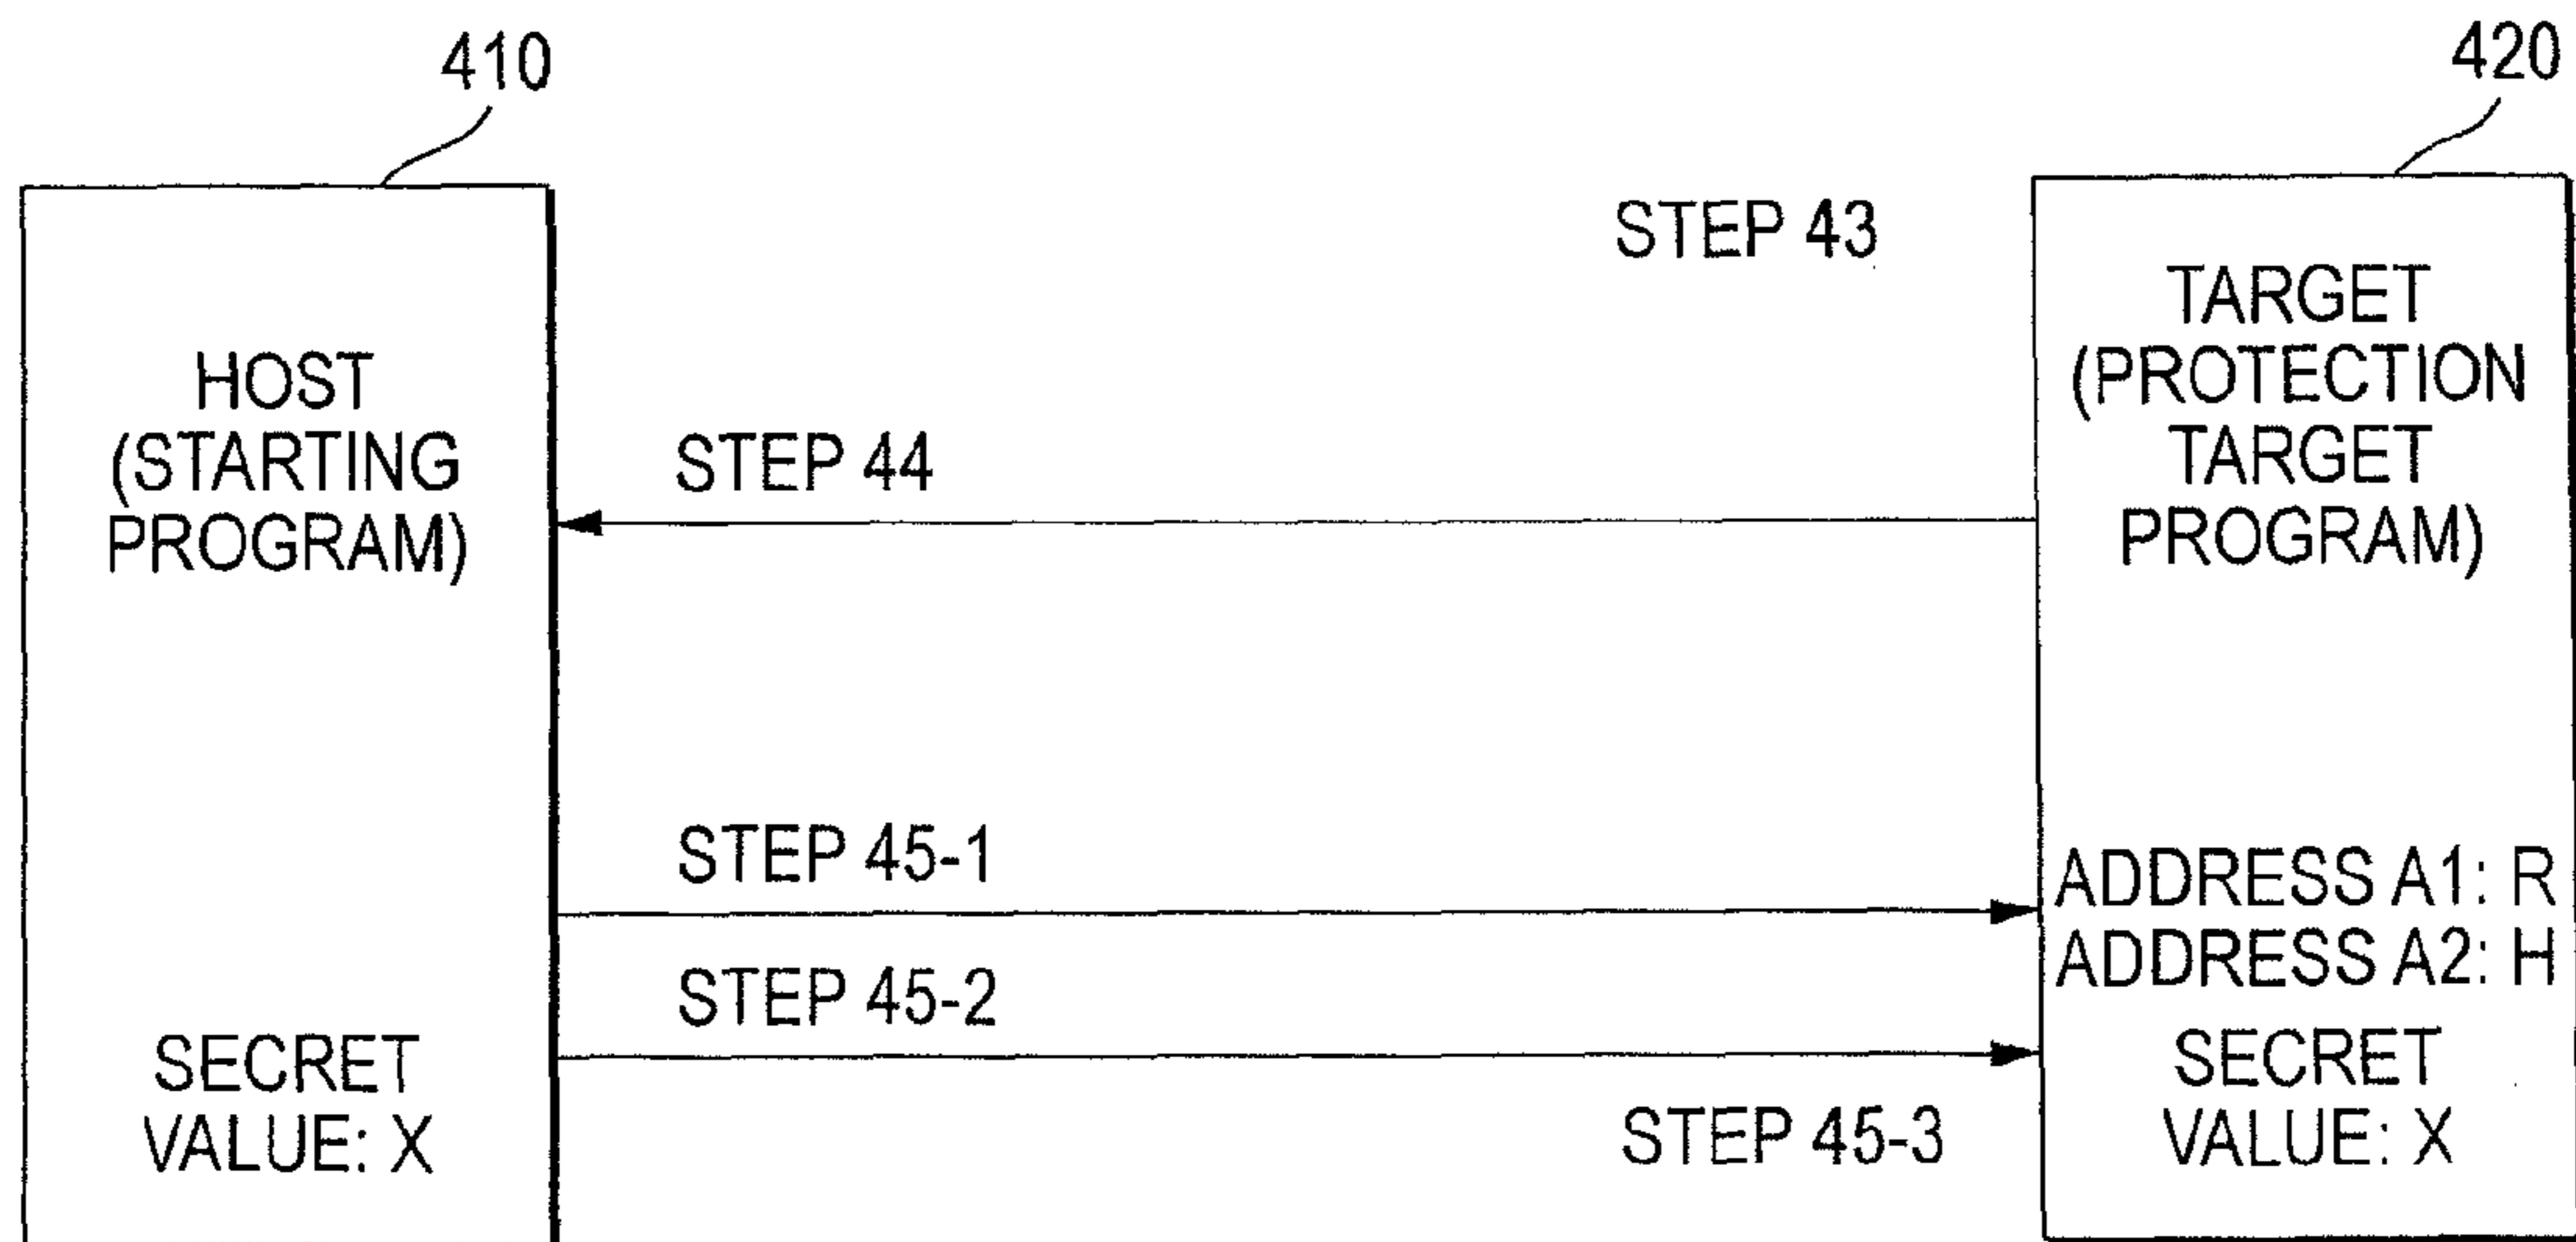 410
420
HOST
(STARTING
PROGRAM)
STEP 43
STEP 44
TARGET
(PROTECTION
TARGET
PROGRAM)
STEP 45-1
STEP 45-2
STEP 45-3
ADDRESS A1: R
ADDRESS A2: H
SECRET
VALUE: X
SECRET
VALUE: X